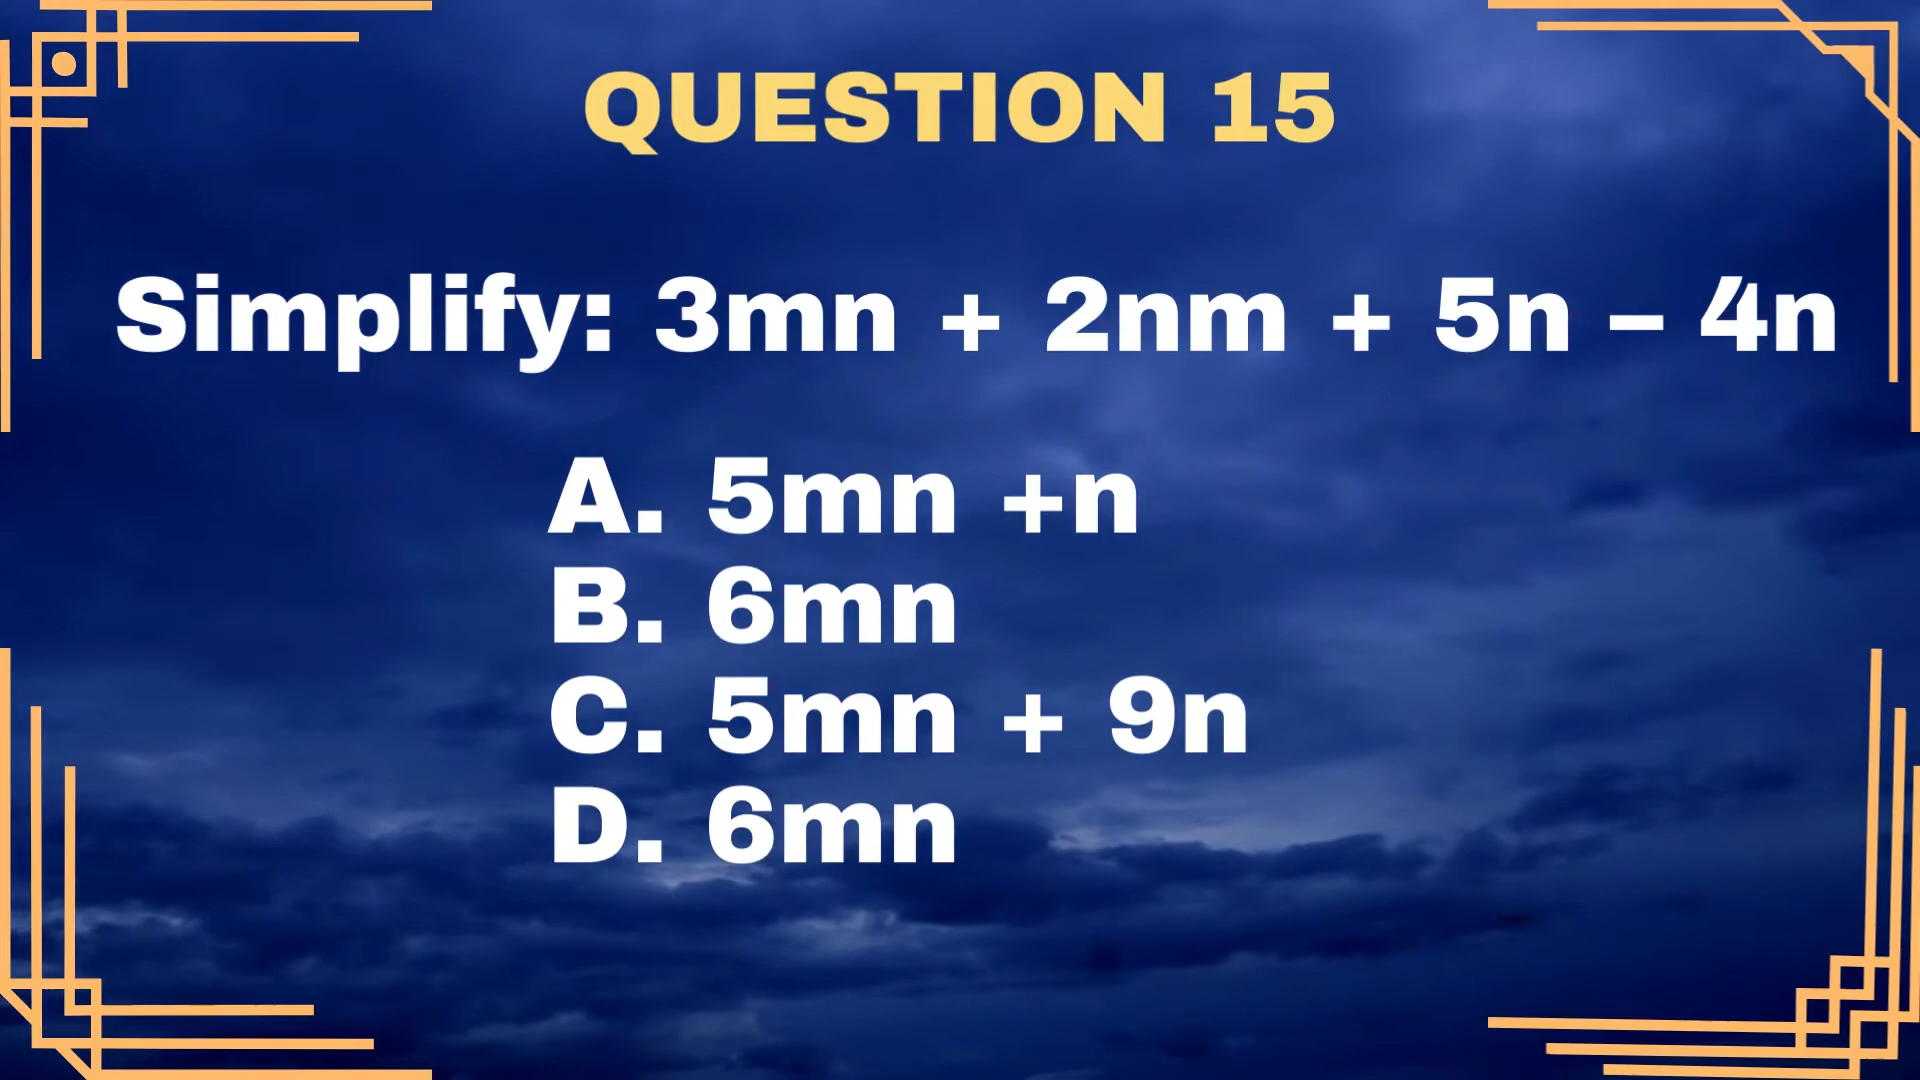 QUESTION 15
Simplify: 3mn + 2nm + 5n – 4n
A. 5mn +n
B. 6mn
C. 5mn + 9n
D. 6mn